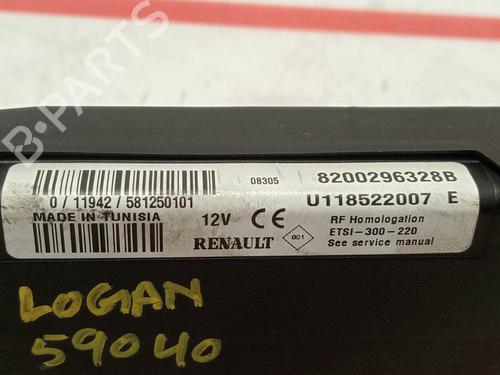 B-PARTS
08305
8200296328B
0 / 11942 / 581250101
U118522007 E
MADE IN TUNISIA
12V CE
RF Homologation
RENAULT
001
ETSI-300-220
See service manual
LOGAN
59040